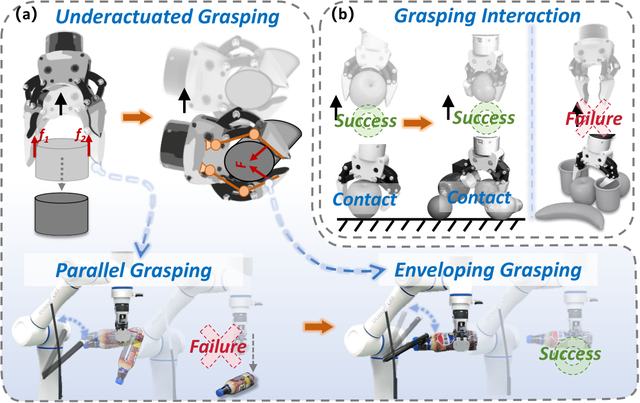 (a) Underactuated Grasping
f1 f2
F
(b) Grasping Interaction
Success Success Failure
Contact Contact
Parallel Grasping
Failure
Enveloping Grasping
Success